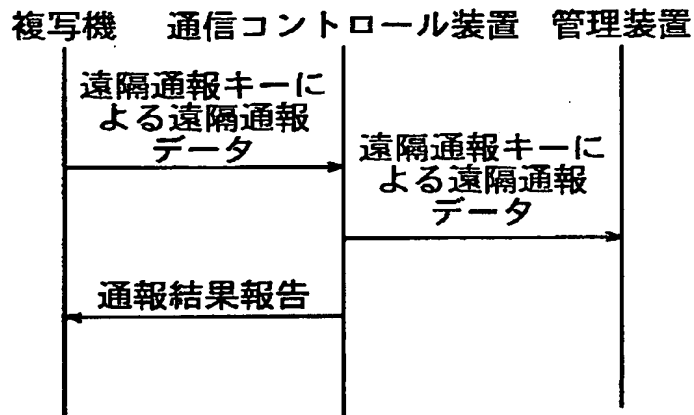 複写機 通信コントロール装置 管理装置
遠隔通報キーに
よる遠隔通報
データ
遠隔通報キーに
よる遠隔通報
データ
通報結果報告